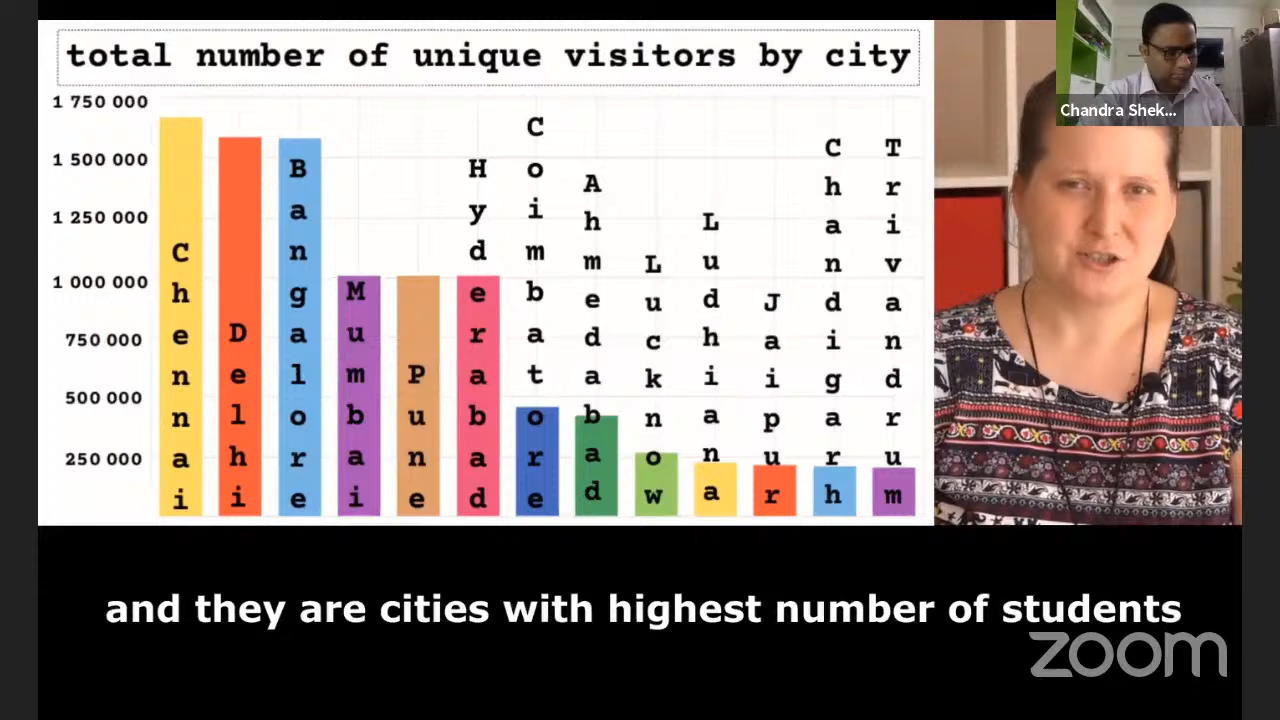 total number of unique visitors by city
Chandra Shek...
1 750 000
1 500 000
1 250 000
1 000 000
750 000
500 000
250 000
Chennai
Delhi
Bangalore
Mumbai
Pune
Hyderabad
Coimbatore
Ahmedabad
Lucknow
Ludhiana
Jaipur
Chandigarh
Trivandrum
and they are cities with highest number of students
zoom